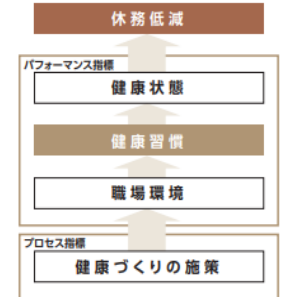 休務低減
パフォーマンス指標
健康状態
健康習慣
職場環境
プロセス指標
健康づくりの施策